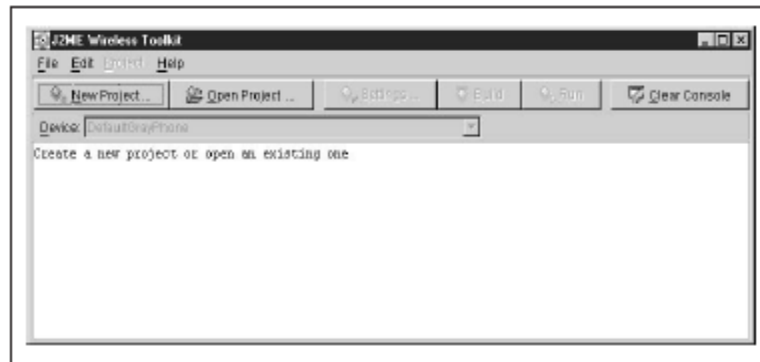 J2ME Wireless Toolkit
File Edit Project Help
New Project... Open Project ... Settings ... Build Run Clear Console
Device: DefaultGrayPhone
Create a new project or open an existing one